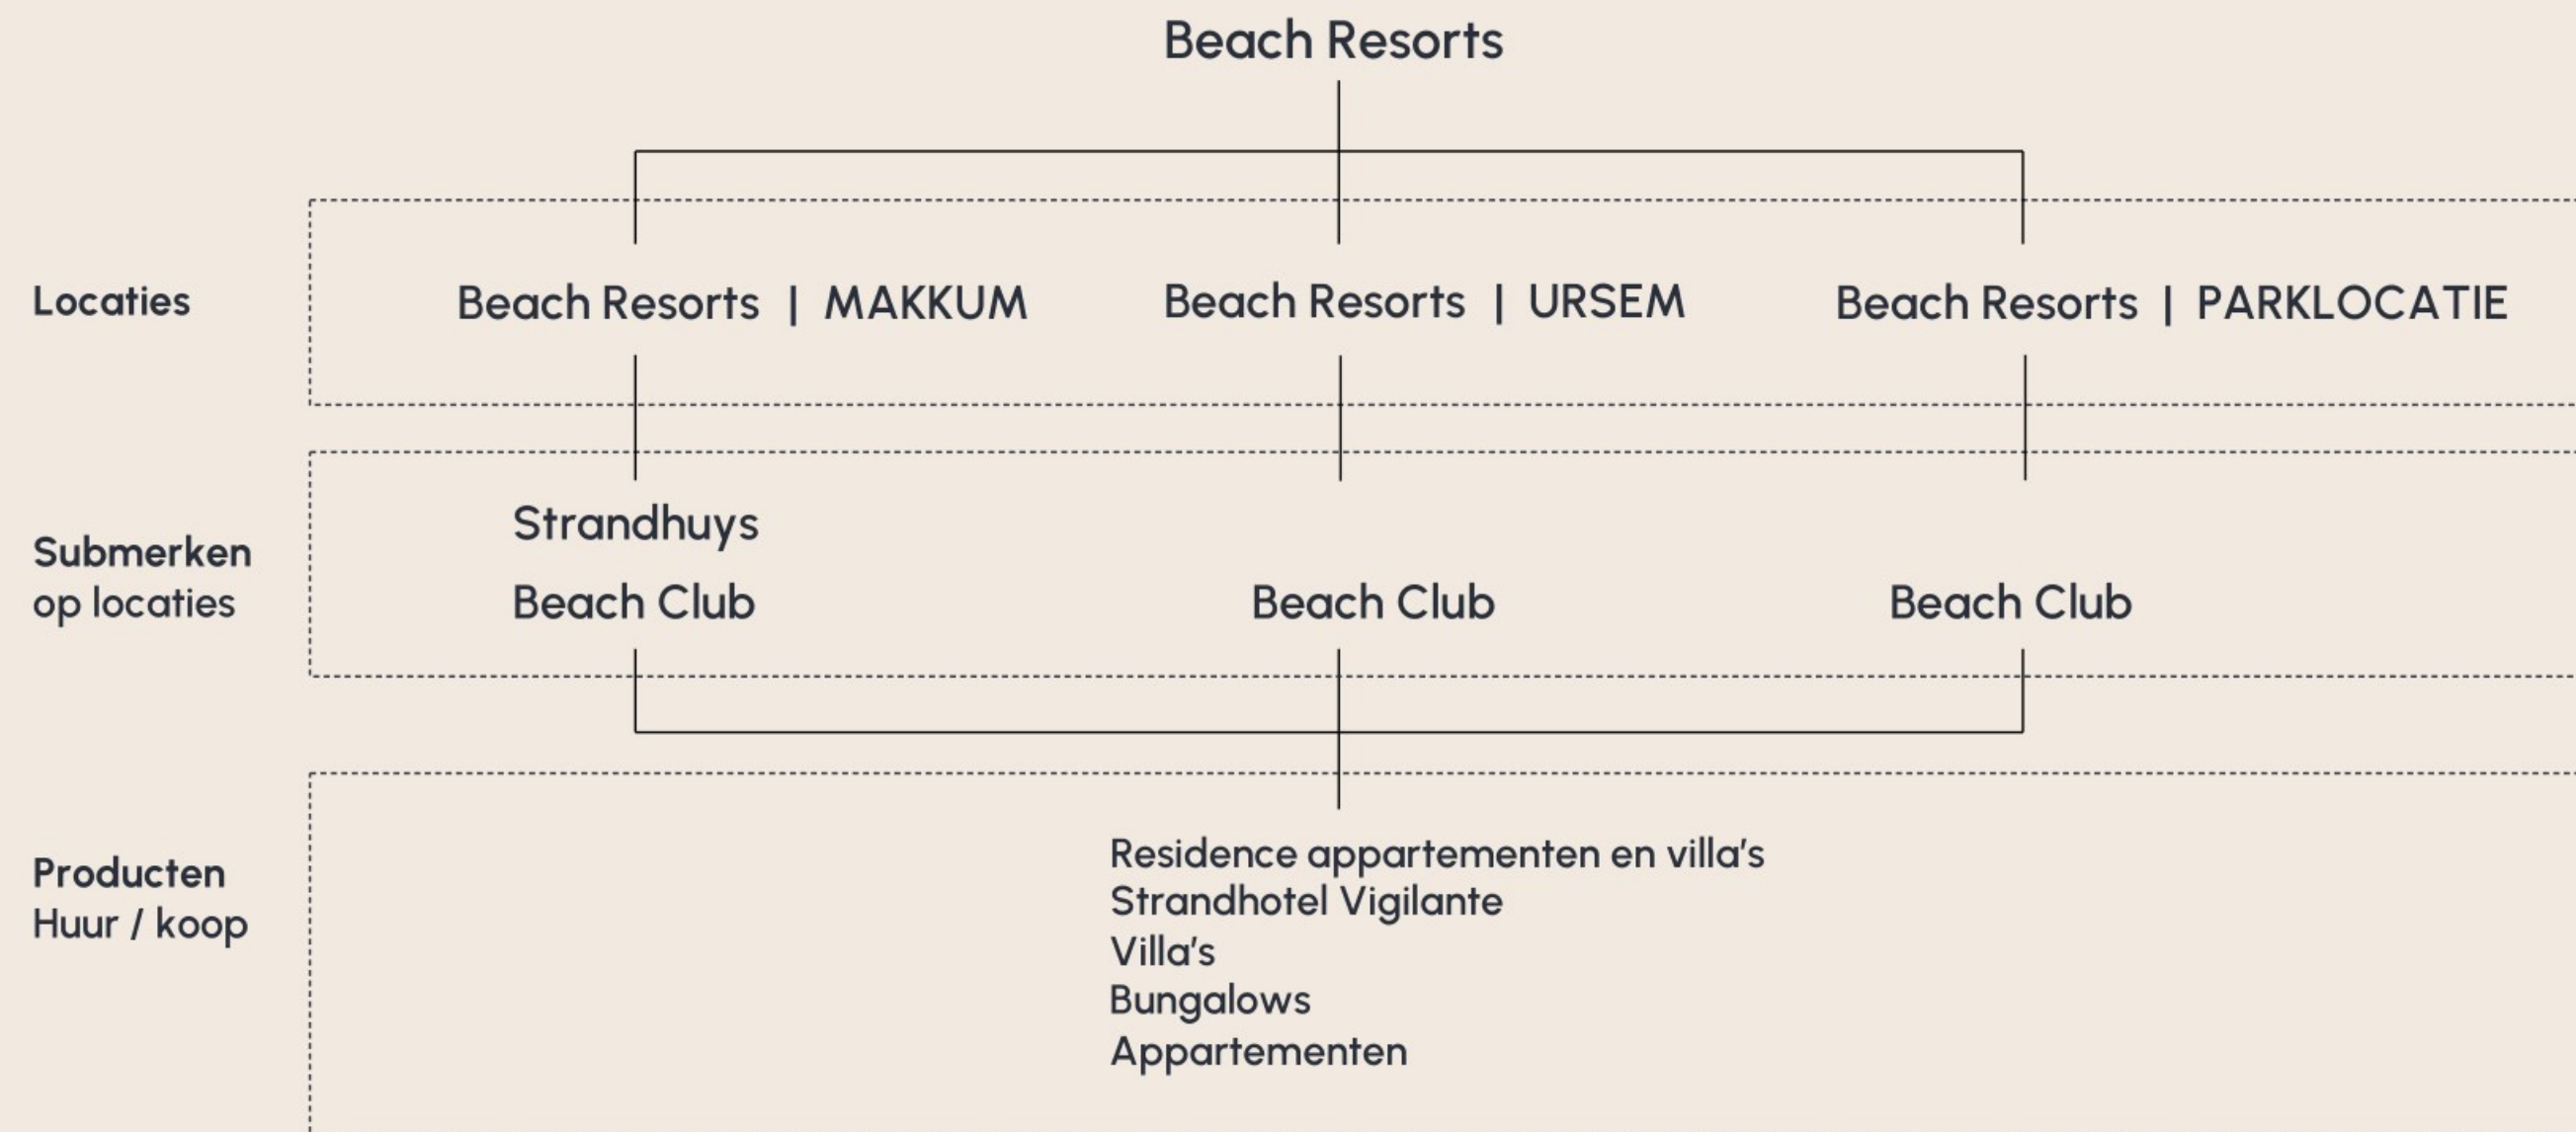 Beach Resorts
Locaties
Beach Resorts | MAKKUM
Beach Resorts | URSEM
Beach Resorts | PARKLOCATIE
Submerken
op locaties
Strandhuys
Beach Club
Beach Club
Beach Club
Producten
Huur / koop
Residence appartementen en villa's
Strandhotel Vigilante
Villa's
Bungalows
Appartementen